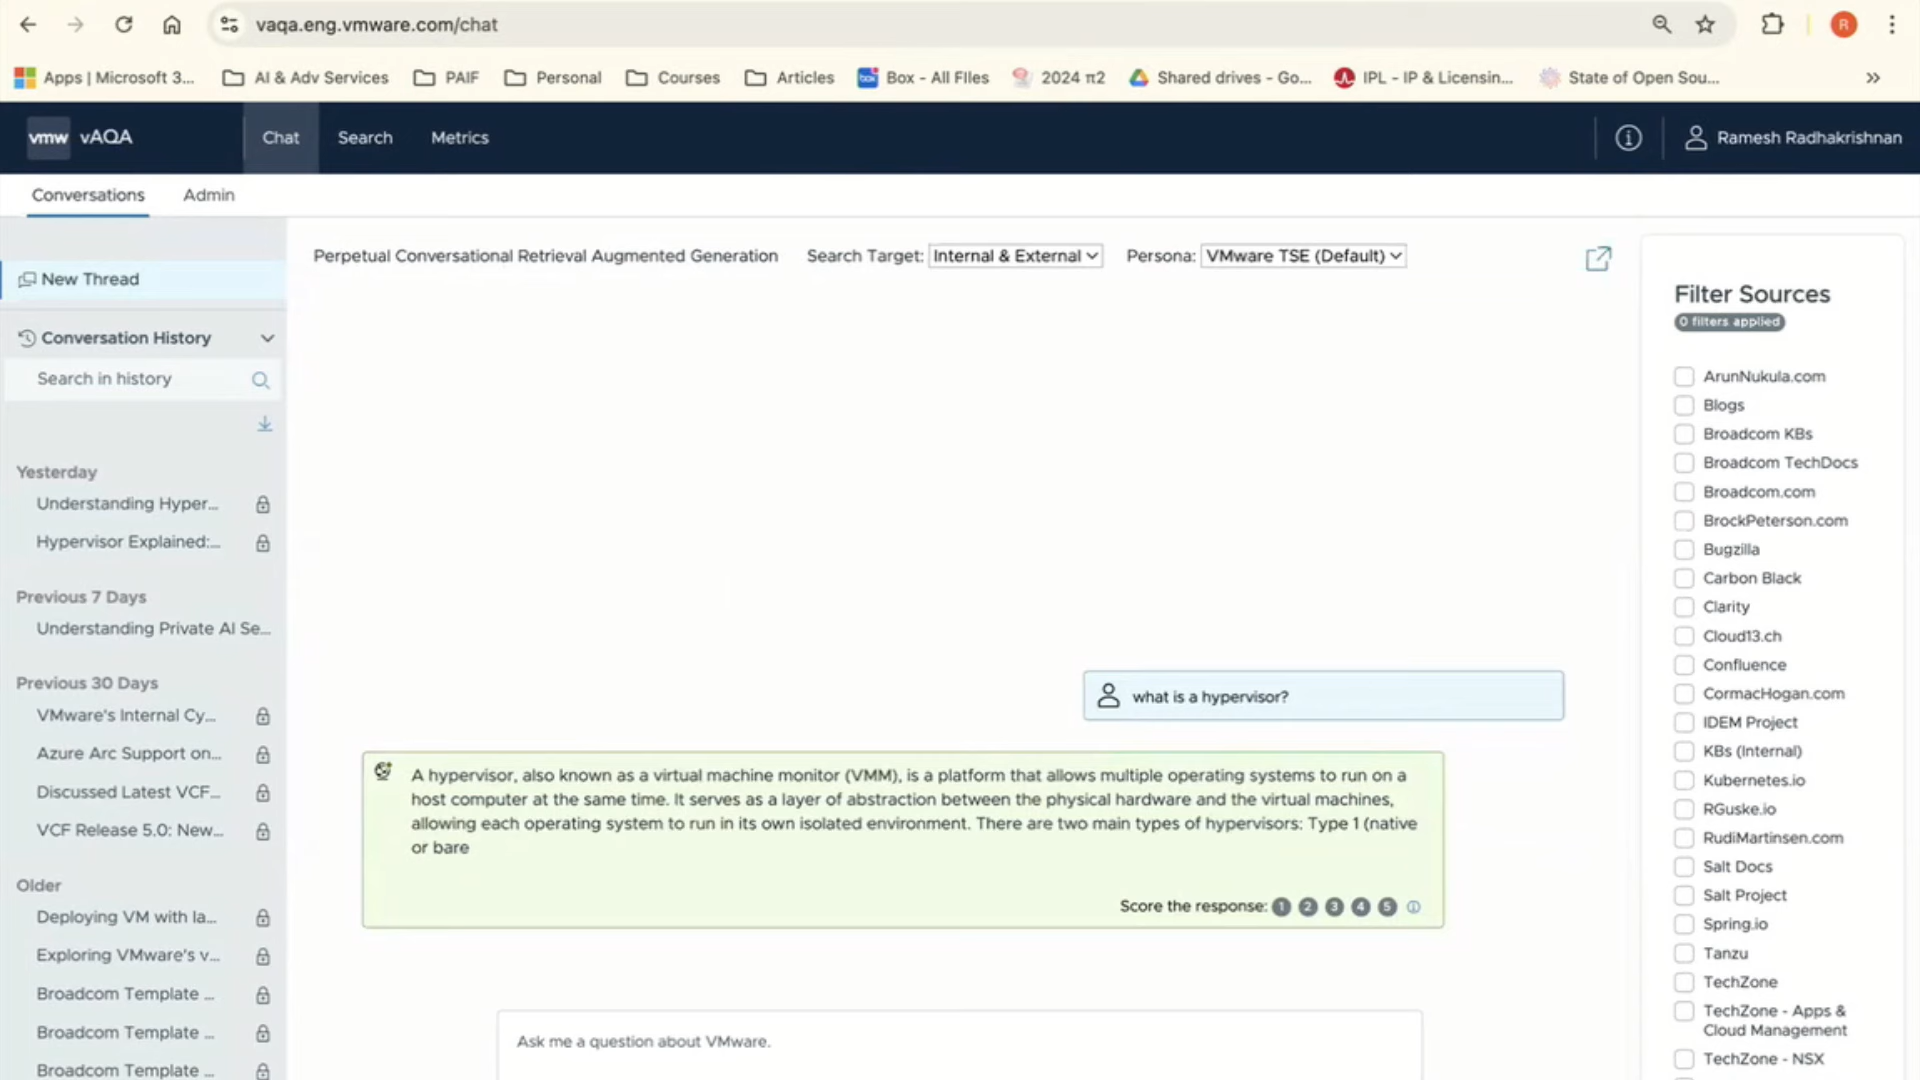 vaqa.eng.vmware.com/chat
R
Apps | Microsoft 3...
AI & Adv Services
PAIF
Personal
Courses
Articles
box
Box - All FIles
2024 π2
Shared drives - Go...
IPL - IP & Licensin...
State of Open Sou...
vmw vAQA
Chat
Search
Metrics
Ramesh Radhakrishnan
Conversations
Admin
New Thread
Conversation History
Search in history
Yesterday
Understanding Hyper...
Hypervisor Explained:...
Previous 7 Days
Understanding Private AI Se...
Previous 30 Days
VMware's Internal Cy...
Azure Arc Support on...
Discussed Latest VCF...
VCF Release 5.0: New...
Older
Deploying VM with la...
Exploring VMware's v...
Broadcom Template ...
Broadcom Template ...
Broadcom Template ...
Perpetual Conversational Retrieval Augmented Generation
Search Target: Internal & External
Persona: VMware TSE (Default)
what is a hypervisor?
A hypervisor, also known as a virtual machine monitor (VMM), is a platform that allows multiple operating systems to run on a
host computer at the same time. It serves as a layer of abstraction between the physical hardware and the virtual machines,
allowing each operating system to run in its own isolated environment. There are two main types of hypervisors: Type 1 (native
or bare
Score the response: 1 2 3 4 5
Ask me a question about VMware.
Filter Sources
0 filters applied
ArunNukula.com
Blogs
Broadcom KBs
Broadcom TechDocs
Broadcom.com
BrockPeterson.com
Bugzilla
Carbon Black
Clarity
Cloud13.ch
Confluence
CormacHogan.com
IDEM Project
KBs (Internal)
Kubernetes.io
RGuske.io
RudiMartinsen.com
Salt Docs
Salt Project
Spring.io
Tanzu
TechZone
TechZone - Apps &
Cloud Management
TechZone - NSX